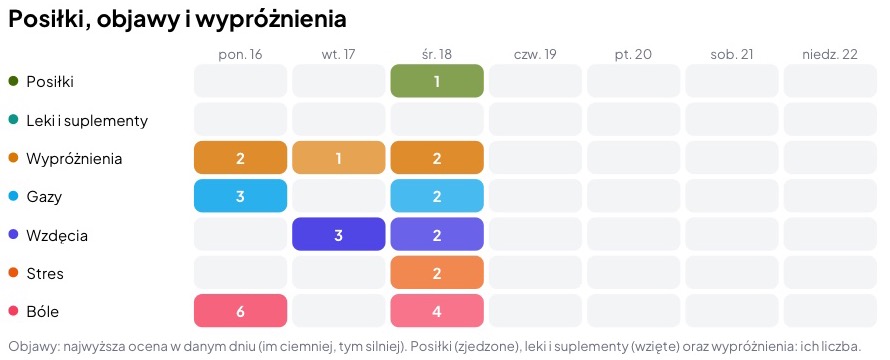 Posiłki, objawy i wypróżnienia
pon. 16 wt. 17 śr. 18 czw. 19 pt. 20 sob. 21 niedz. 22
Posiłki 1
Leki i suplementy
Wypróżnienia 2 1 2
Gazy 3 2
Wzdęcia 3 2
Stres 2
Bóle 6 4
Objawy: najwyższa ocena w danym dniu (im ciemniej, tym silniej). Posiłki (zjedzone), leki i suplementy (wzięte) oraz wypróżnienia: ich liczba.